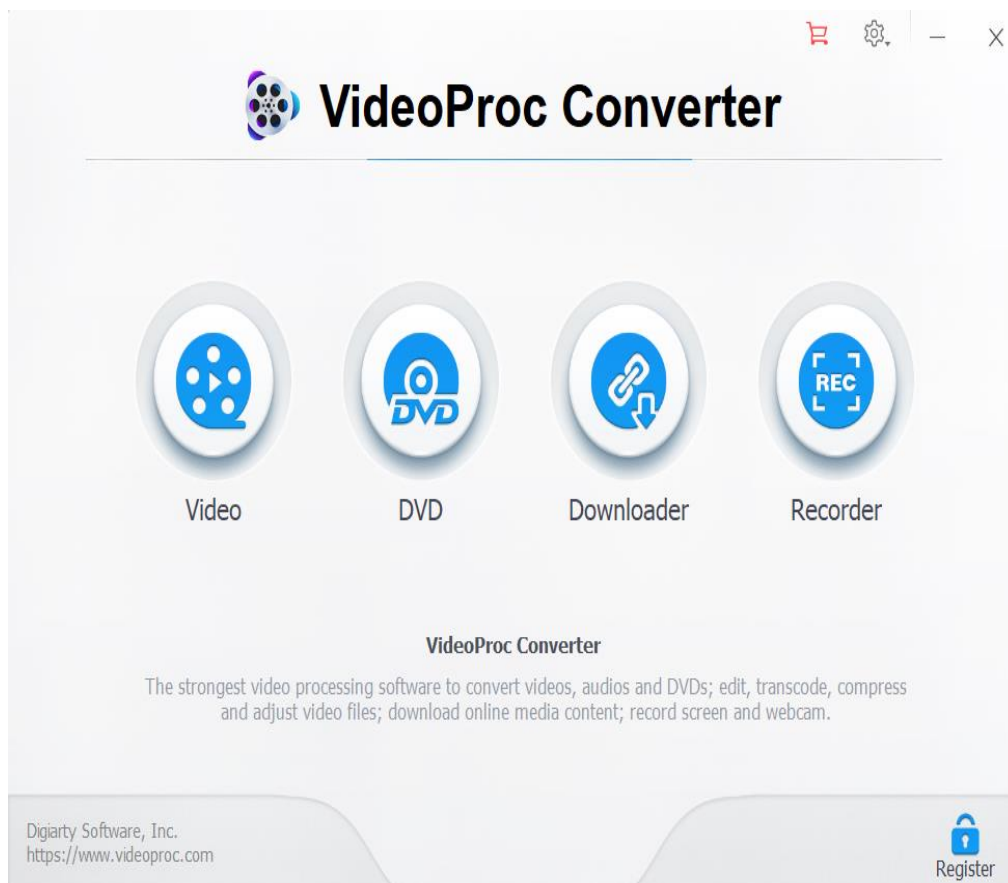 VideoProc Converter
DVD
REC
Video
DVD
Downloader
Recorder
VideoProc Converter
The strongest video processing software to convert videos, audios and DVDs; edit, transcode, compress
and adjust video files; download online media content; record screen and webcam.
Digiarty Software, Inc.
https://www.videoproc.com
Register